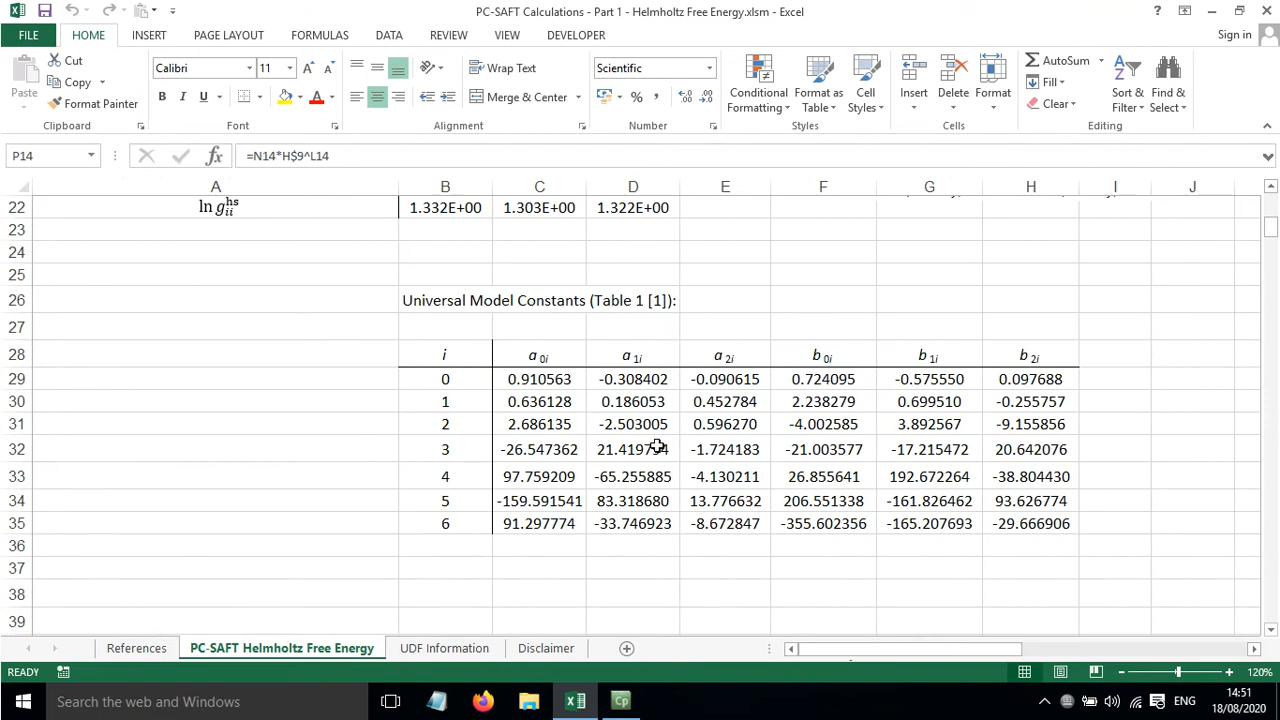 PC-SAFT Calculations - Part 1 - Helmholtz Free Energy.xlsm - Excel
FILE HOME INSERT PAGE LAYOUT FORMULAS DATA REVIEW VIEW DEVELOPER Sign in
Cut
Copy
Format Painter
Paste
Clipboard
Calibri 11
B I U
Font
Wrap Text
Merge & Center
Alignment
Scientific
%
Number
Conditional Formatting
Format as Table
Cell Styles
Styles
Insert Delete Format
Cells
AutoSum
Fill
Clear
Sort & Filter
Find & Select
Editing
P14 fx =N14*H$9^L14
A B C D E F G H I J
22 ln g_ii^hs 1.332E+00 1.303E+00 1.322E+00
23
24
25
26 Universal Model Constants (Table 1 [1]):
27
28 i a 0i a 1i a 2i b 0i b 1i b 2i
29 0 0.910563 -0.308402 -0.090615 0.724095 -0.575550 0.097688
30 1 0.636128 0.186053 0.452784 2.238279 0.699510 -0.255757
31 2 2.686135 -2.503005 0.596270 -4.002585 3.892567 -9.155856
32 3 -26.547362 -1.724183 -21.003577 -17.215472 20.642076
33 4 97.759209 -65.255885 -4.130211 26.855641 192.672264 -38.804430
34 5 -159.591541 83.318680 13.776632 206.551338 -161.826462 93.626774
35 6 91.297774 -33.746923 -8.672847 -355.602356 -165.207693 -29.666906
36
37
38
39
References PC-SAFT Helmholtz Free Energy UDF Information Disclaimer
READY 120%
Search the web and Windows
ENG
14:51
18/08/2020